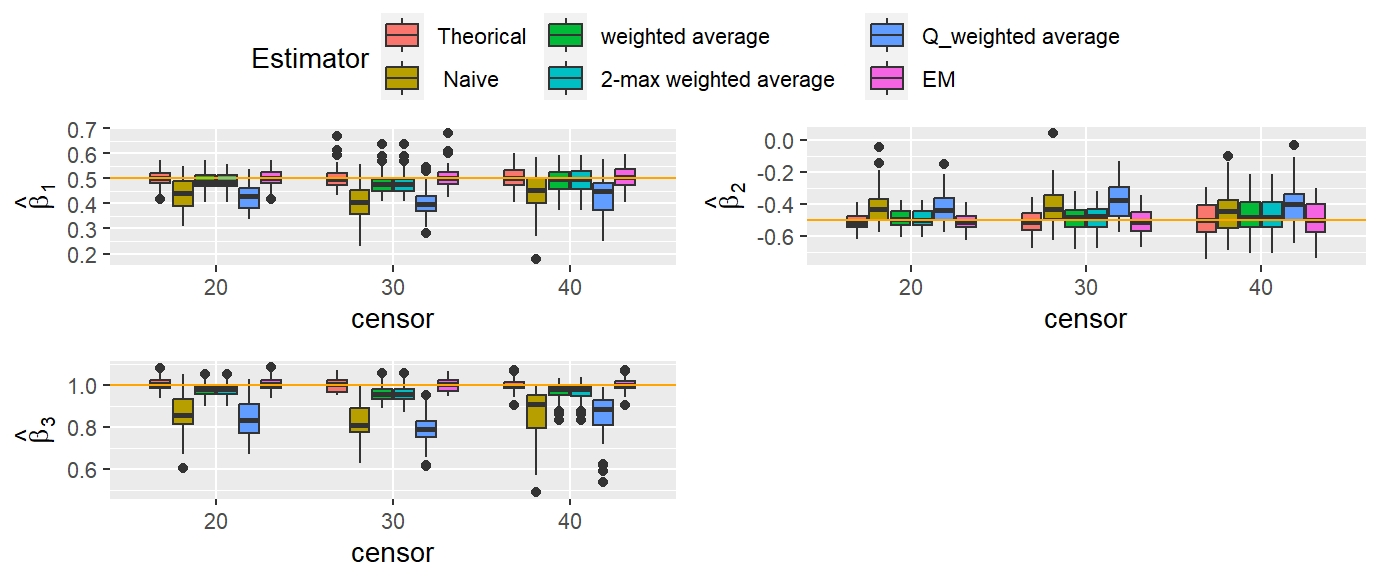 Estimator
Theorical
weighted average
Q_weighted average
Naive
2-max weighted average
EM
0.7
0.6
0.5
0.4
0.3
0.2
β̂1
20 30 40
censor
0.0
-0.2
-0.4
-0.6
β̂2
20 30 40
censor
1.0
0.8
0.6
β̂3
20 30 40
censor